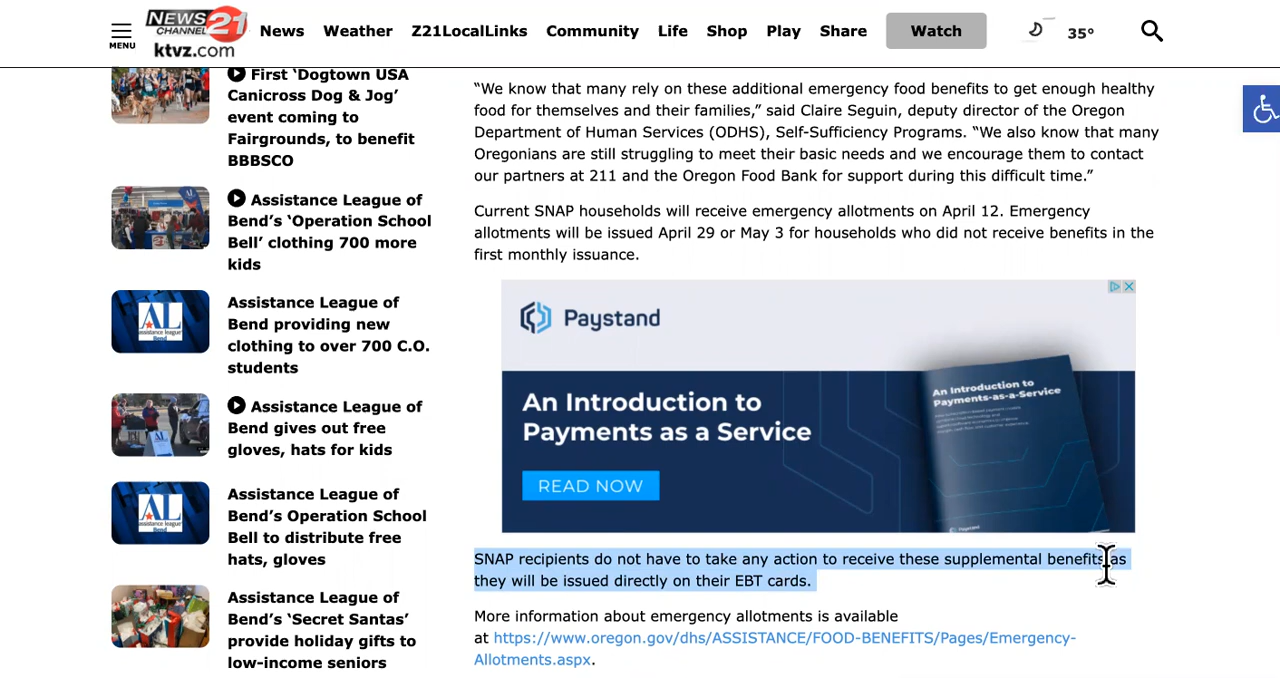 MENU
NEWS 21
CHANNEL
ktvz.com
News
Weather
Z21LocalLinks
Community
Life
Shop
Play
Share
Watch
35°
First ‘Dogtown USA
Canicross Dog & Jog’
event coming to
Fairgrounds, to benefit
BBBSCO
Assistance League of
Bend’s ‘Operation School
Bell’ clothing 700 more
kids
AL
assistance league
Bend
Assistance League of
Bend providing new
clothing to over 700 C.O.
students
Assistance League of
Bend gives out free
gloves, hats for kids
AL
assistance league
Bend
Assistance League of
Bend’s Operation School
Bell to distribute free
hats, gloves
Assistance League of
Bend’s ‘Secret Santas’
provide holiday gifts to
low-income seniors
“We know that many rely on these additional emergency food benefits to get enough healthy
food for themselves and their families,” said Claire Seguin, deputy director of the Oregon
Department of Human Services (ODHS), Self-Sufficiency Programs. “We also know that many
Oregonians are still struggling to meet their basic needs and we encourage them to contact
our partners at 211 and the Oregon Food Bank for support during this difficult time.”
Current SNAP households will receive emergency allotments on April 12. Emergency
allotments will be issued April 29 or May 3 for households who did not receive benefits in the
first monthly issuance.
Paystand
An Introduction to
Payments as a Service
READ NOW
An Introduction to
Payments-as-a-Service
Paystand
SNAP recipients do not have to take any action to receive these supplemental benefits as
they will be issued directly on their EBT cards.
More information about emergency allotments is available
at https://www.oregon.gov/dhs/ASSISTANCE/FOOD-BENEFITS/Pages/Emergency-
Allotments.aspx.